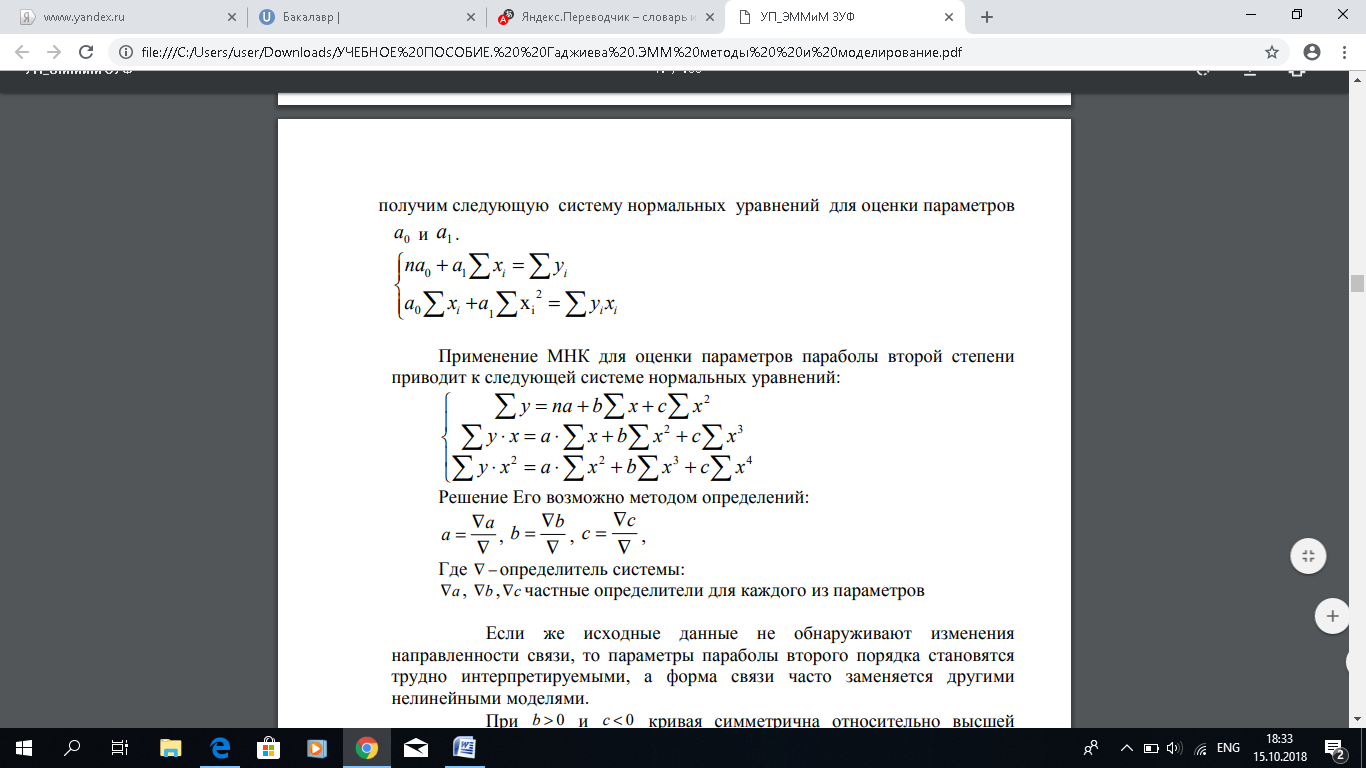 www.yandex.ru
Бакалавр |
Яндекс.Переводчик – словарь и
УП_ЭММиМ ЗУФ
file:///C:/Users/user/Downloads/УЧЕБНОЕ%20ПОСОБИЕ.%20%20Гаджиева%20.ЭММ%20методы%20%20и%20моделирование.pdf
получим следующую систему нормальных уравнений для оценки параметров
a₀ и a₁.
na₀ + a₁∑xᵢ = ∑yᵢ
a₀∑xᵢ + a₁∑xᵢ² = ∑yᵢxᵢ
Применение МНК для оценки параметров параболы второй степени
приводит к следующей системе нормальных уравнений:
∑y = na + b∑x + c∑x²
∑y · x = a · ∑x + b∑x² + c∑x³
∑y · x² = a · ∑x² + b∑x³ + c∑x⁴
Решение Его возможно методом определений:
a = ∇a/∇, b = ∇b/∇, c = ∇c/∇,
Где ∇ – определитель системы:
∇a, ∇b, ∇c частные определители для каждого из параметров
Если же исходные данные не обнаруживают изменения
направленности связи, то параметры параболы второго порядка становятся
трудно интерпретируемыми, а форма связи часто заменяется другими
нелинейными моделями.
При b > 0 и c < 0 кривая симметрична относительно высшей
ENG
18:33
15.10.2018
2